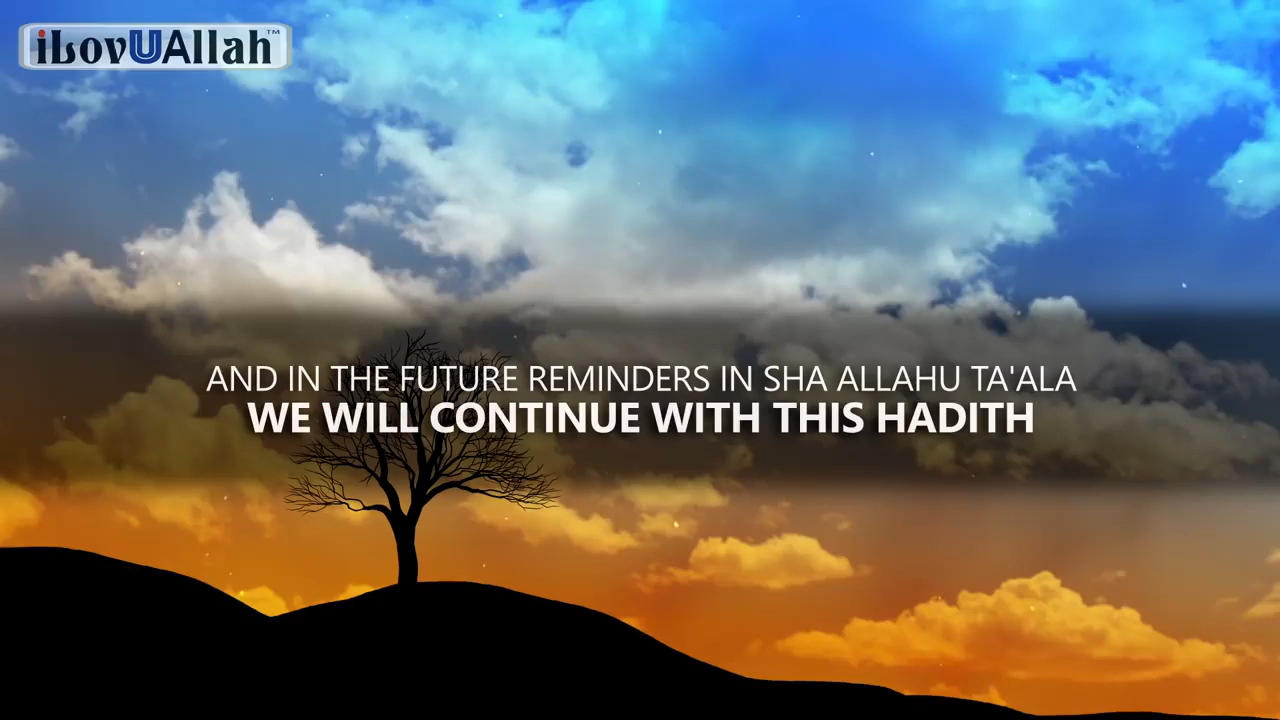 iLovUAllah™
AND IN THE FUTURE REMINDERS IN SHA ALLAHU TA'ALA
WE WILL CONTINUE WITH THIS HADITH